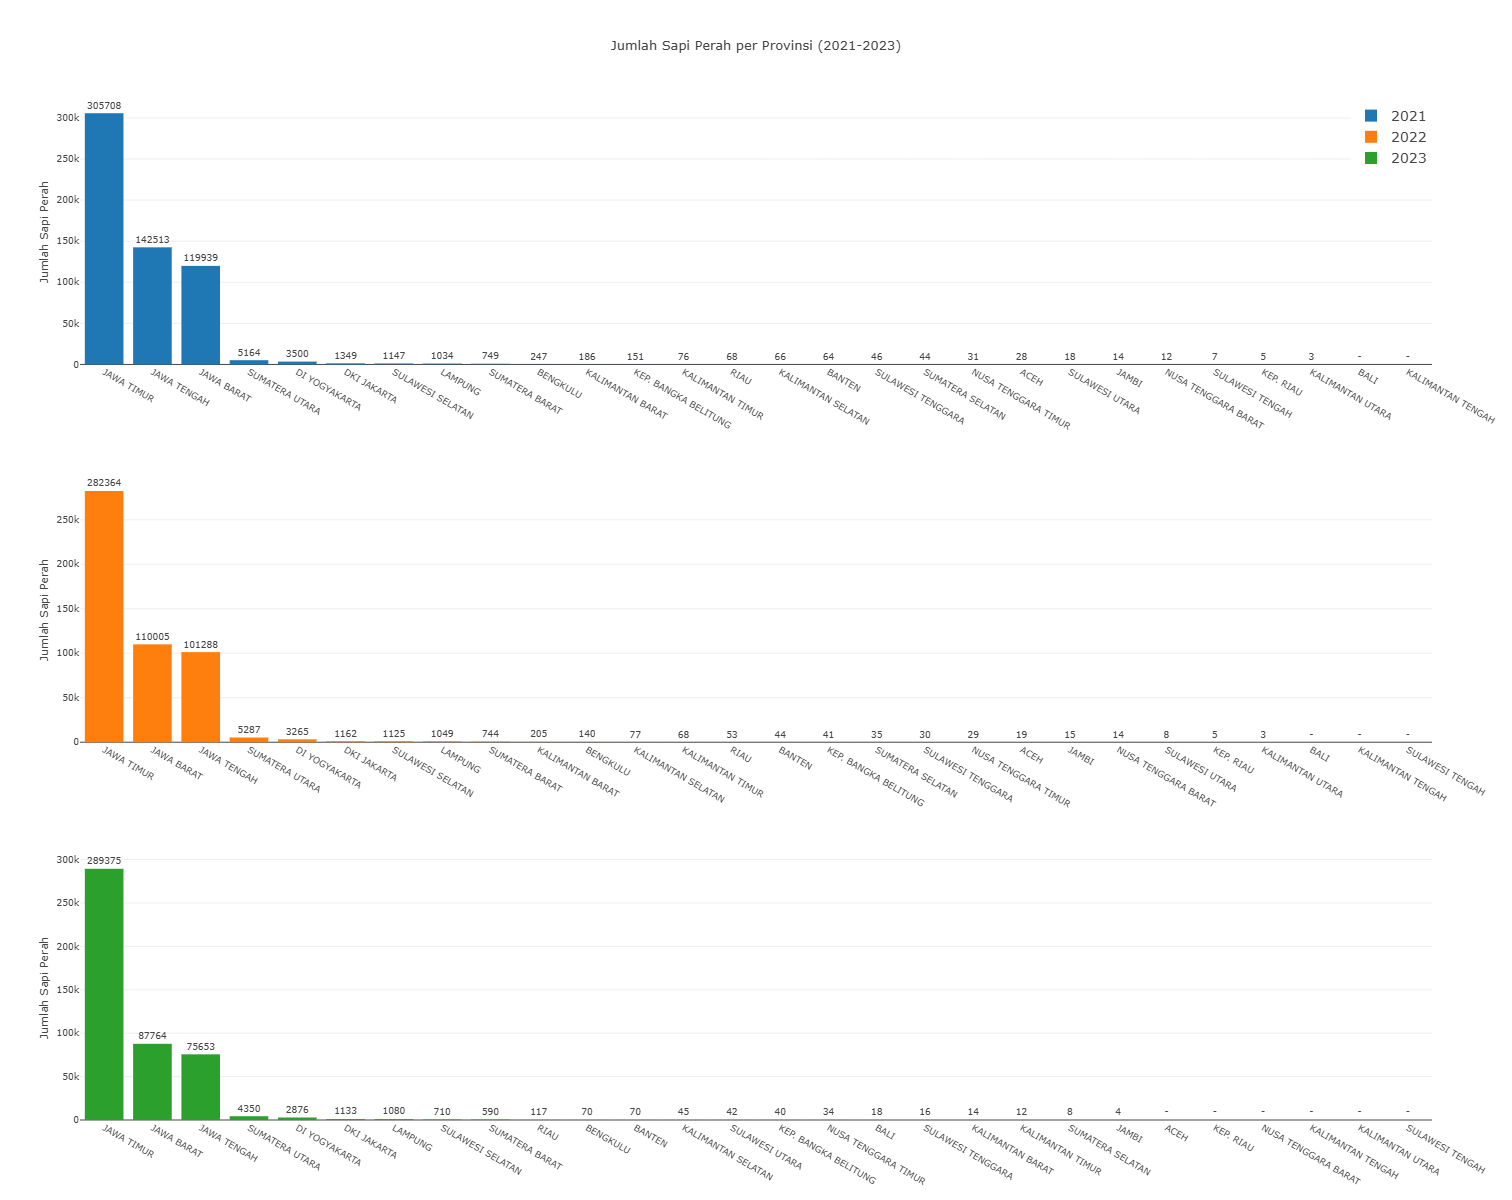 Jumlah Sapi Perah per Provinsi (2021-2023)
2021
2022
2023
Jumlah Sapi Perah
300k
250k
200k
150k
100k
50k
0
305708 142513 119939 5164 3500 1349 1147 1034 749 247 186 151 76 68 66 64 46 44 31 28 18 14 12 7 5 3 - -
JAWA TIMUR
JAWA TENGAH
JAWA BARAT
SUMATERA UTARA
DI YOGYAKARTA
DKI JAKARTA
SULAWESI SELATAN
LAMPUNG
SUMATERA BARAT
BENGKULU
KALIMANTAN BARAT
KEP. BANGKA BELITUNG
KALIMANTAN TIMUR
RIAU
KALIMANTAN SELATAN
BANTEN
SULAWESI TENGGARA
SUMATERA SELATAN
NUSA TENGGARA TIMUR
ACEH
SULAWESI UTARA
JAMBI
NUSA TENGGARA BARAT
SULAWESI TENGAH
KEP. RIAU
KALIMANTAN UTARA
BALI
KALIMANTAN TENGAH
Jumlah Sapi Perah
250k
200k
150k
100k
50k
0
282364 110005 101288 5287 3265 1162 1125 1049 744 205 140 77 68 53 44 41 35 30 29 19 15 14 8 5 3 - - -
JAWA TIMUR
JAWA BARAT
JAWA TENGAH
SUMATERA UTARA
DI YOGYAKARTA
DKI JAKARTA
SULAWESI SELATAN
LAMPUNG
SUMATERA BARAT
KALIMANTAN BARAT
BENGKULU
KALIMANTAN SELATAN
KALIMANTAN TIMUR
RIAU
BANTEN
KEP. BANGKA BELITUNG
SUMATERA SELATAN
SULAWESI TENGGARA
NUSA TENGGARA TIMUR
ACEH
JAMBI
NUSA TENGGARA BARAT
SULAWESI UTARA
KEP. RIAU
KALIMANTAN UTARA
BALI
KALIMANTAN TENGAH
SULAWESI TENGAH
Jumlah Sapi Perah
300k
250k
200k
150k
100k
50k
0
289375 87764 75653 4350 2876 1133 1080 710 590 117 70 70 45 42 40 34 18 16 14 12 8 4 - - - - - -
JAWA TIMUR
JAWA BARAT
JAWA TENGAH
SUMATERA UTARA
DI YOGYAKARTA
DKI JAKARTA
LAMPUNG
SULAWESI SELATAN
SUMATERA BARAT
RIAU
BENGKULU
BANTEN
KALIMANTAN SELATAN
SULAWESI UTARA
KEP. BANGKA BELITUNG
NUSA TENGGARA TIMUR
BALI
SULAWESI TENGGARA
KALIMANTAN BARAT
KALIMANTAN TIMUR
SUMATERA SELATAN
JAMBI
ACEH
KEP. RIAU
NUSA TENGGARA BARAT
KALIMANTAN TENGAH
KALIMANTAN UTARA
SULAWESI TENGAH